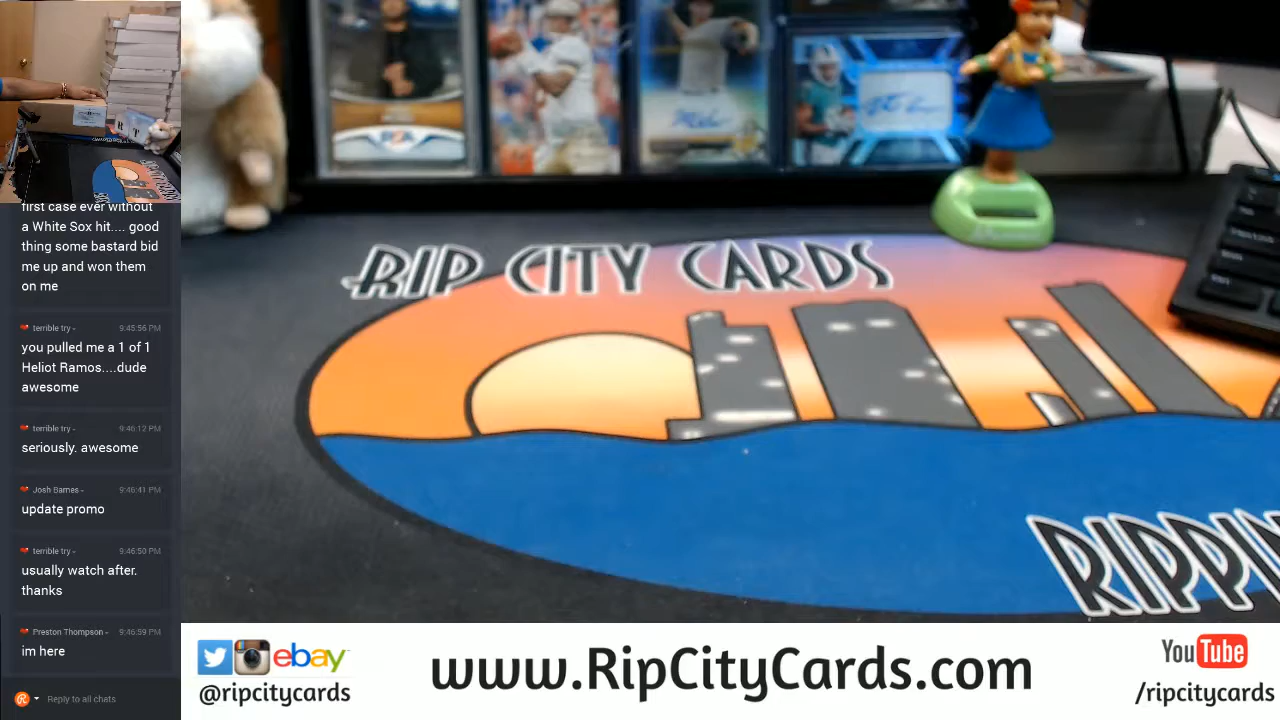 first case ever without
a White Sox hit.... good
thing some bastard bid
me up and won them
on me
terrible try
9:45:56 PM
you pulled me a 1 of 1
Heliot Ramos....dude
awesome
terrible try
9:46:12 PM
seriously. awesome
Josh Barnes
9:46:41 PM
update promo
terrible try
9:46:50 PM
usually watch after.
thanks
Preston Thompson
9:46:59 PM
im here
Reply to all chats
RIP CITY CARDS
RIPPIN
ebay
@ripcitycards
www.RipCityCards.com
YouTube
/ripcitycards